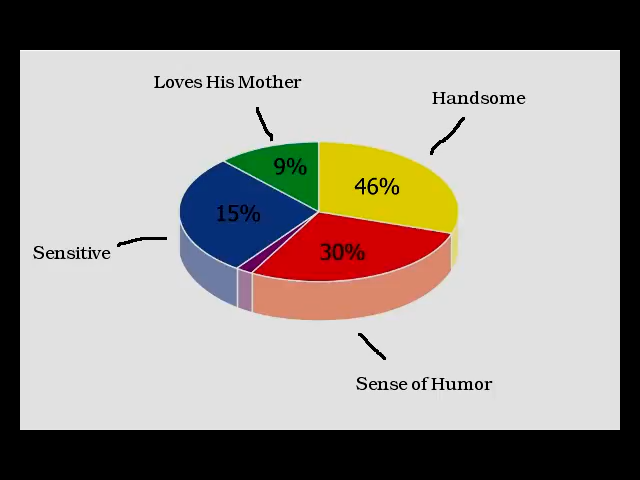 Loves His Mother
Handsome
9%
46%
15%
Sensitive
30%
Sense of Humor